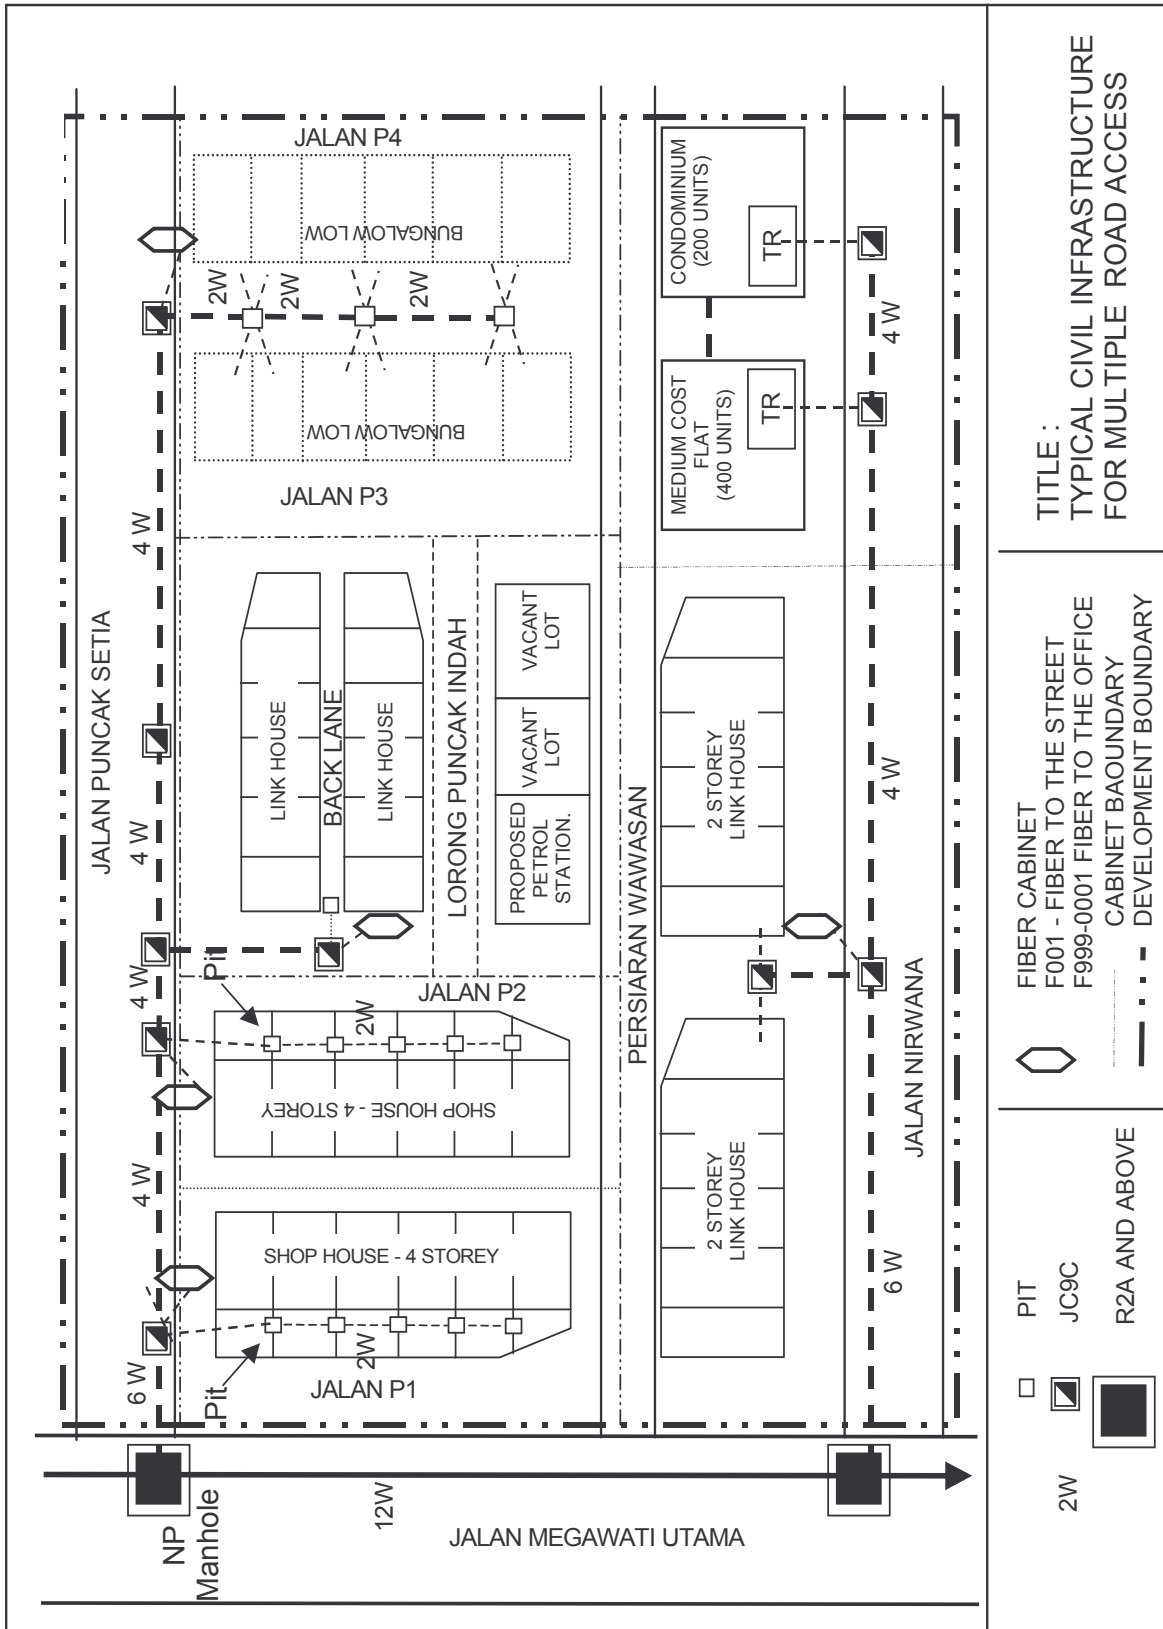 JALAN P4
BUNGALOW LOW
2W
2W
2W
BUNGALOW LOW
JALAN P3
4 W
JALAN PUNCAK SETIA
4 W
4 W
4 W
6 W
LINK HOUSE
BACK LANE
LINK HOUSE
LORONG PUNCAK INDAH
VACANT
LOT
VACANT
LOT
PROPOSED
PETROL
STATION.
Pit
JALAN P2
2W
SHOP HOUSE - 4 STOREY
SHOP HOUSE - 4 STOREY
2W
Pit
JALAN P1
PERSIARAN WAWASAN
CONDOMINIUM
(200 UNITS)
TR
MEDIUM COST
FLAT
(400 UNITS)
TR
4 W
2 STOREY
LINK HOUSE
4 W
2 STOREY
LINK HOUSE
JALAN NIRWANA
6 W
NP
Manhole
12W
JALAN MEGAWATI UTAMA
2W
PIT
JC9C
R2A AND ABOVE
FIBER CABINET
F001 - FIBER TO THE STREET
F999-0001 FIBER TO THE OFFICE
CABINET BAOUNDARY
DEVELOPMENT BOUNDARY
TITLE :
TYPICAL CIVIL INFRASTRUCTURE
FOR MULTIPLE ROAD ACCESS